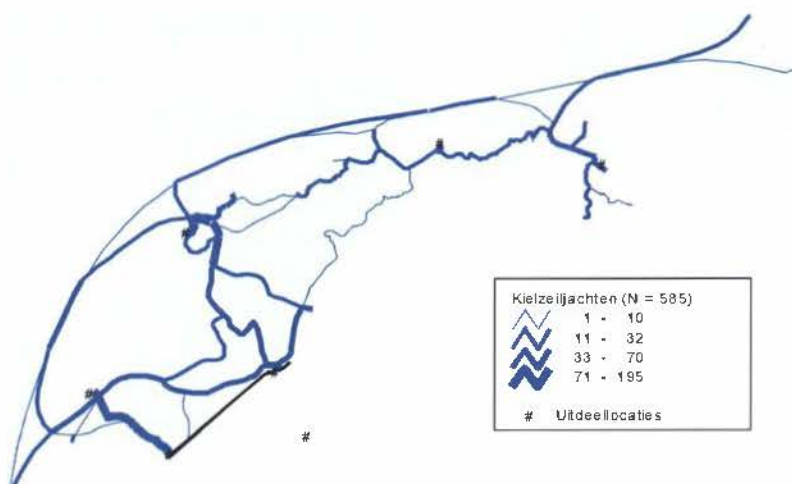 Kielzeiljachten (N = 585)
1 - 10
11 - 32
33 - 70
71 - 195
# Uitdeellocaties